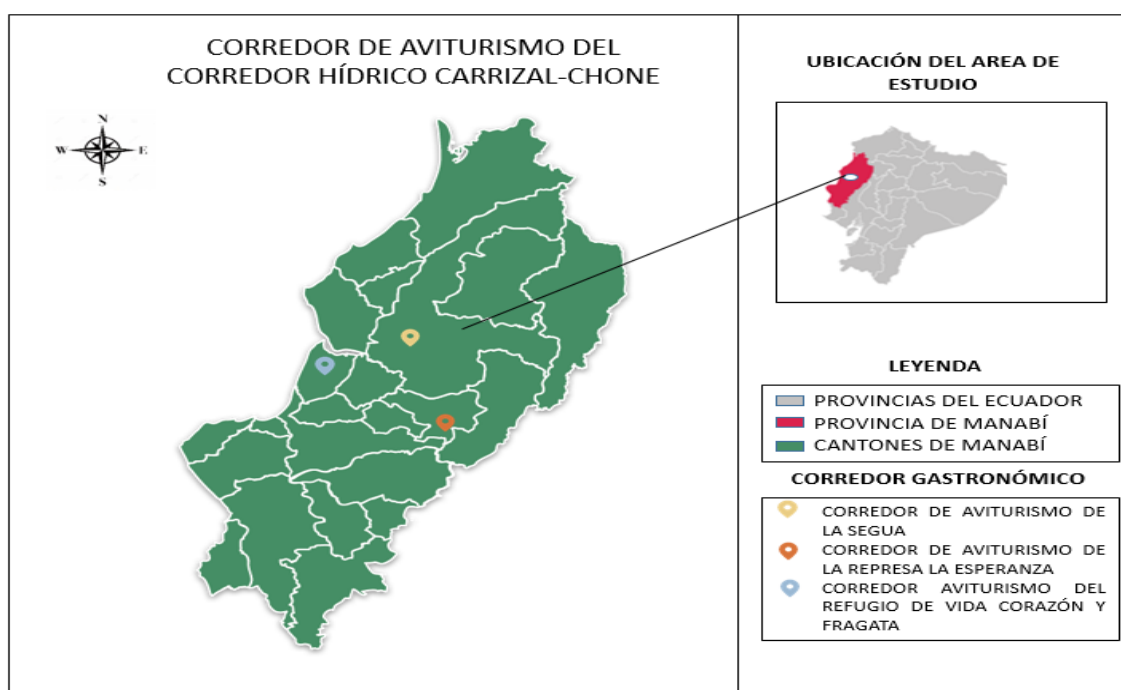 CORREDOR DE AVITURISMO DEL
CORREDOR HÍDRICO CARRIZAL-CHONE
N
W E
S
UBICACIÓN DEL AREA DE
ESTUDIO
LEYENDA
PROVINCIAS DEL ECUADOR
PROVINCIA DE MANABÍ
CANTONES DE MANABÍ
CORREDOR GASTRONÓMICO
CORREDOR DE AVITURISMO DE
LA SEGUA
CORREDOR DE AVITURISMO DE
LA REPRESA LA ESPERANZA
CORREDOR AVITURISMO DEL
REFUGIO DE VIDA CORAZÓN Y
FRAGATA